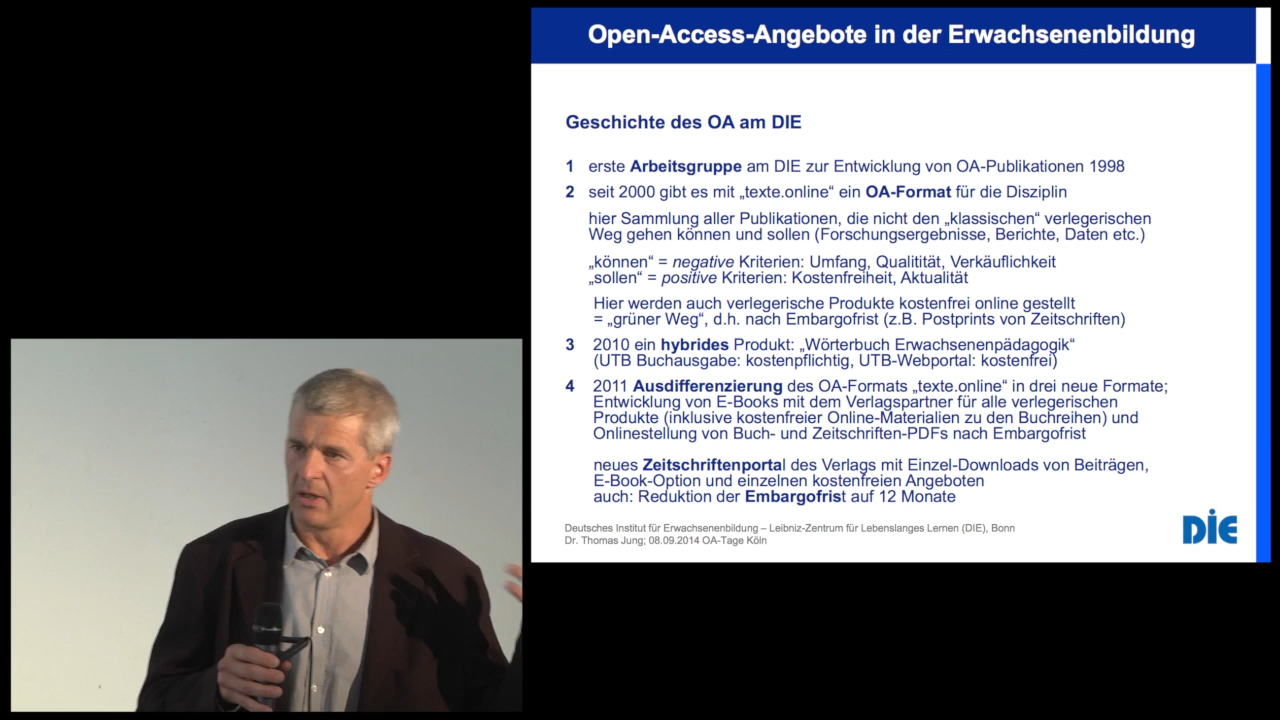 Open-Access-Angebote in der Erwachsenenbildung
Geschichte des OA am DIE
1 erste Arbeitsgruppe am DIE zur Entwicklung von OA-Publikationen 1998
2 seit 2000 gibt es mit „texte.online“ ein OA-Format für die Disziplin
hier Sammlung aller Publikationen, die nicht den „klassischen“ verlegerischen
Weg gehen können und sollen (Forschungsergebnisse, Berichte, Daten etc.)
„können“ = negative Kriterien: Umfang, Qualitität, Verkäuflichkeit
„sollen“ = positive Kriterien: Kostenfreiheit, Aktualität
Hier werden auch verlegerische Produkte kostenfrei online gestellt
= „grüner Weg“, d.h. nach Embargofrist (z.B. Postprints von Zeitschriften)
3 2010 ein hybrides Produkt: „Wörterbuch Erwachsenenpädagogik“
(UTB Buchausgabe: kostenpflichtig, UTB-Webportal: kostenfrei)
4 2011 Ausdifferenzierung des OA-Formats „texte.online“ in drei neue Formate;
Entwicklung von E-Books mit dem Verlagspartner für alle verlegerischen
Produkte (inklusive kostenfreier Online-Materialien zu den Buchreihen) und
Onlinestellung von Buch- und Zeitschriften-PDFs nach Embargofrist
neues Zeitschriftenportal des Verlags mit Einzel-Downloads von Beiträgen,
E-Book-Option und einzelnen kostenfreien Angeboten
auch: Reduktion der Embargofrist auf 12 Monate
Deutsches Institut für Erwachsenenbildung – Leibniz-Zentrum für Lebenslanges Lernen (DIE), Bonn
Dr. Thomas Jung; 08.09.2014 OA-Tage Köln
DIE